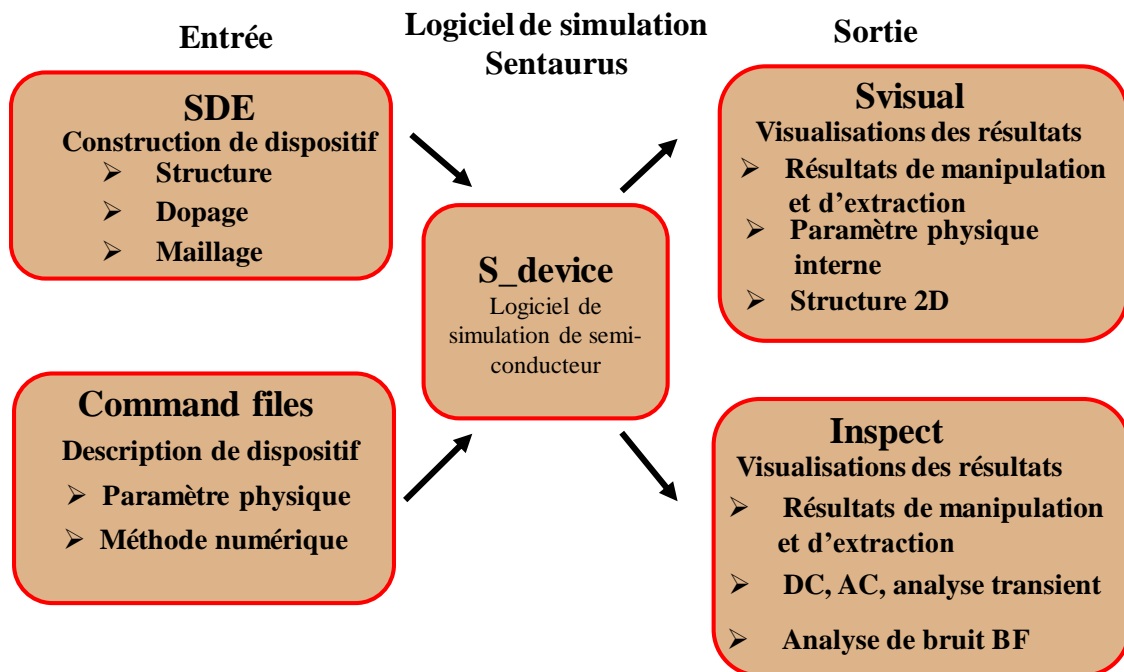 Entrée
Logiciel de simulation
Sentaurus
Sortie
SDE
Construction de dispositif
➢ Structure
➢ Dopage
➢ Maillage
Command files
Description de dispositif
➢ Paramètre physique
➢ Méthode numérique
S_device
Logiciel de
simulation de semi-
conducteur
Svisual
Visualisations des résultats
➢ Résultats de manipulation
et d’extraction
➢ Paramètre physique
interne
➢ Structure 2D
Inspect
Visualisations des résultats
➢ Résultats de manipulation
et d’extraction
➢ DC, AC, analyse transient
➢ Analyse de bruit BF